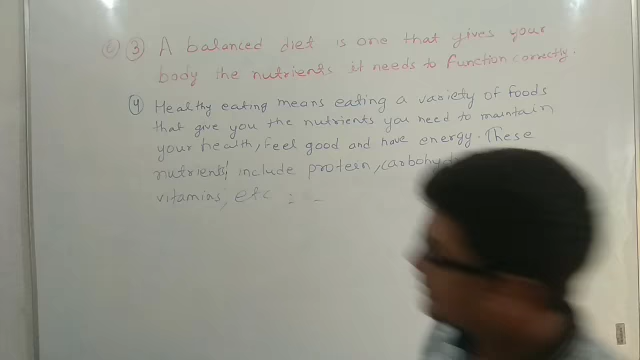 ③ A balanced diet is one that gives your
body the nutrients it needs to function correctly.
④ Healthy eating means eating a variety of foods
that give you the nutrients you need to maintain
your health, feel good and have energy. These
nutrients include protein,
vitamins, etc : -